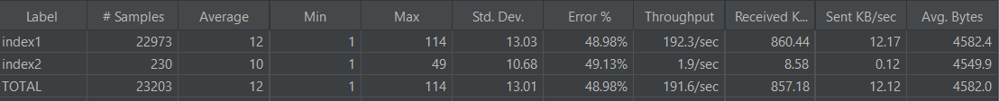 Label # Samples Average Min Max Std. Dev. Error % Throughput Received K... Sent KB/sec Avg. Bytes
index1 22973 12 1 114 13.03 48.98% 192.3/sec 860.44 12.17 4582.4
index2 230 10 1 49 10.68 49.13% 1.9/sec 8.58 0.12 4549.9
TOTAL 23203 12 1 114 13.01 48.98% 191.6/sec 857.18 12.12 4582.0